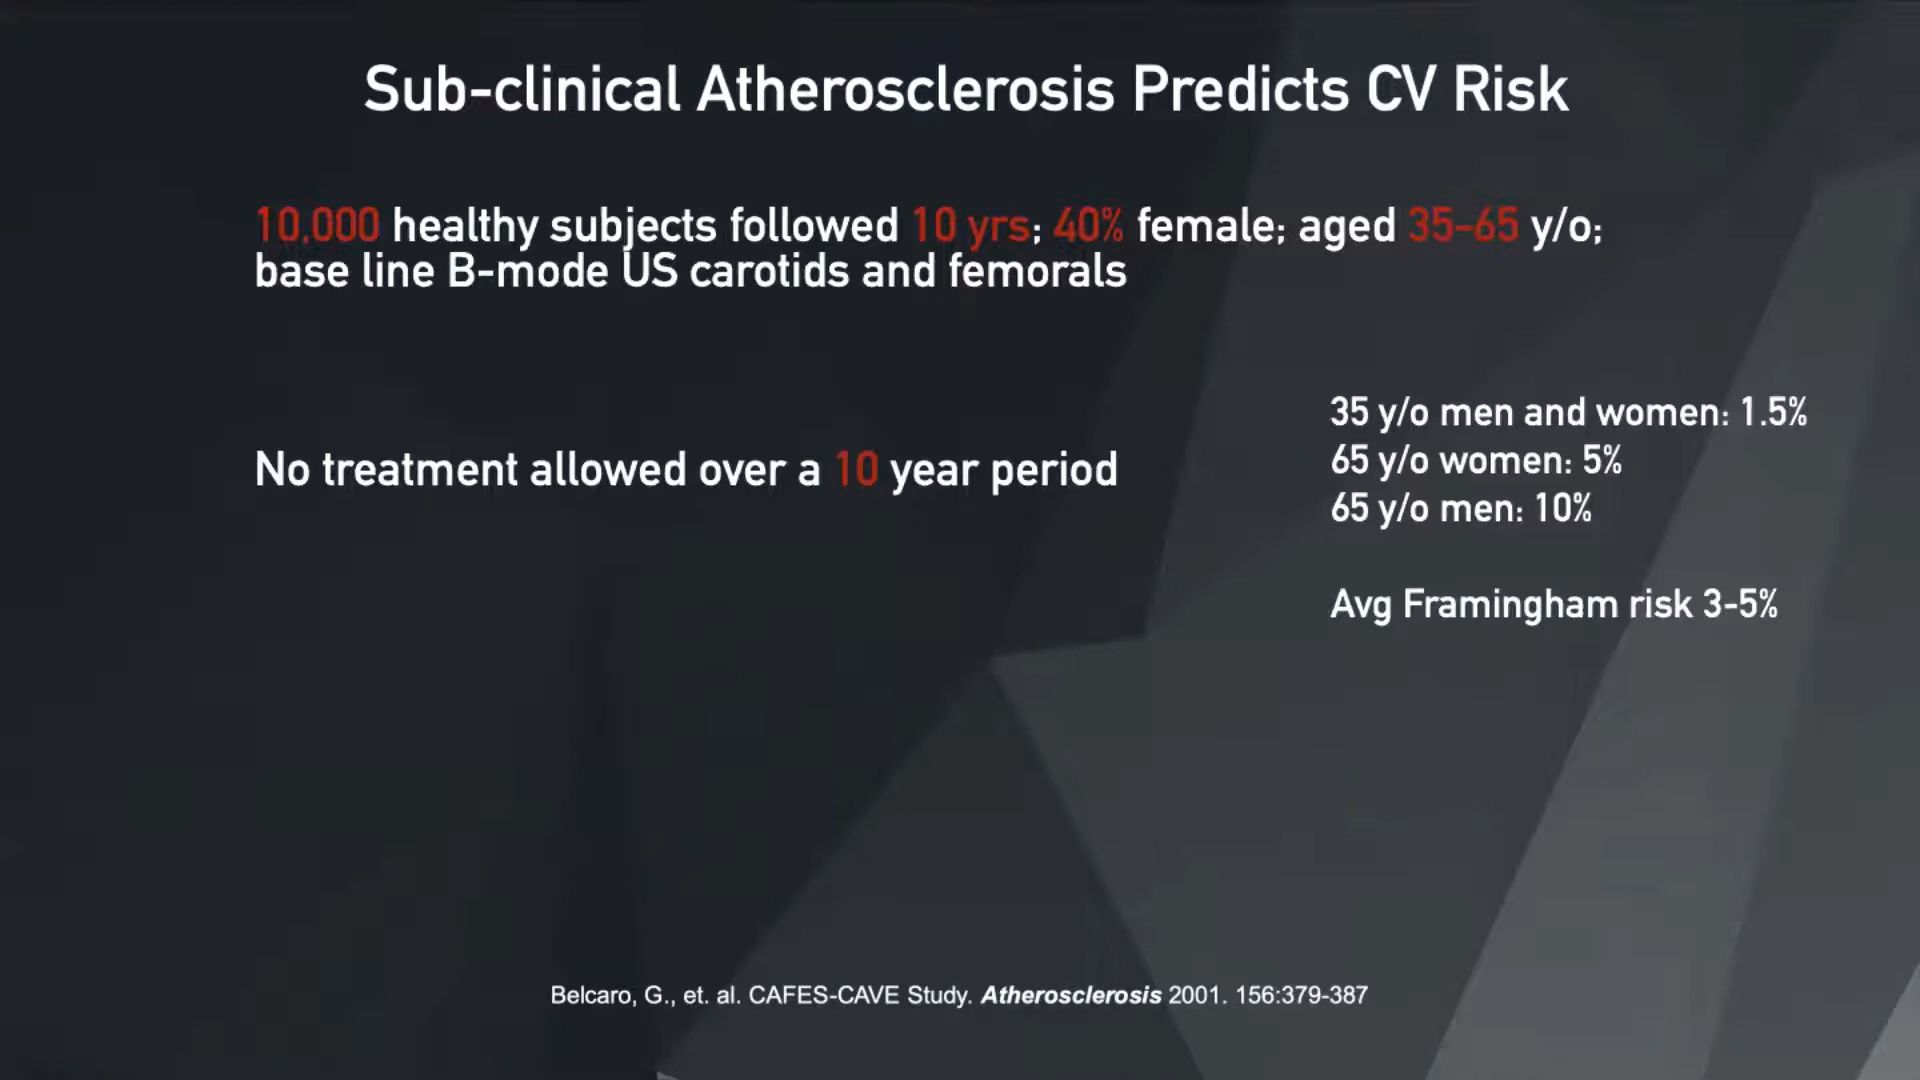 Sub-clinical Atherosclerosis Predicts CV Risk
10,000 healthy subjects followed 10 yrs; 40% female; aged 35-65 y/o;
base line B-mode US carotids and femorals
No treatment allowed over a 10 year period
35 y/o men and women: 1.5%
65 y/o women: 5%
65 y/o men: 10%
Avg Framingham risk 3-5%
Belcaro, G., et. al. CAFES-CAVE Study. Atherosclerosis 2001. 156:379-387